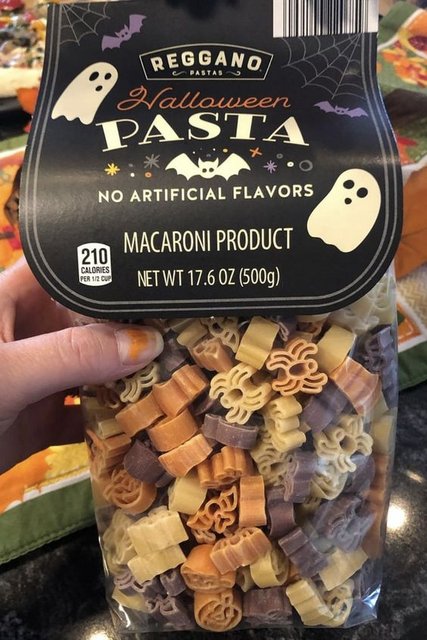 REGGANO
PASTAS
Halloween
PASTA
NO ARTIFICIAL FLAVORS
210
CALORIES
PER 1/2 CUP
MACARONI PRODUCT
NET WT 17.6 OZ (500g)